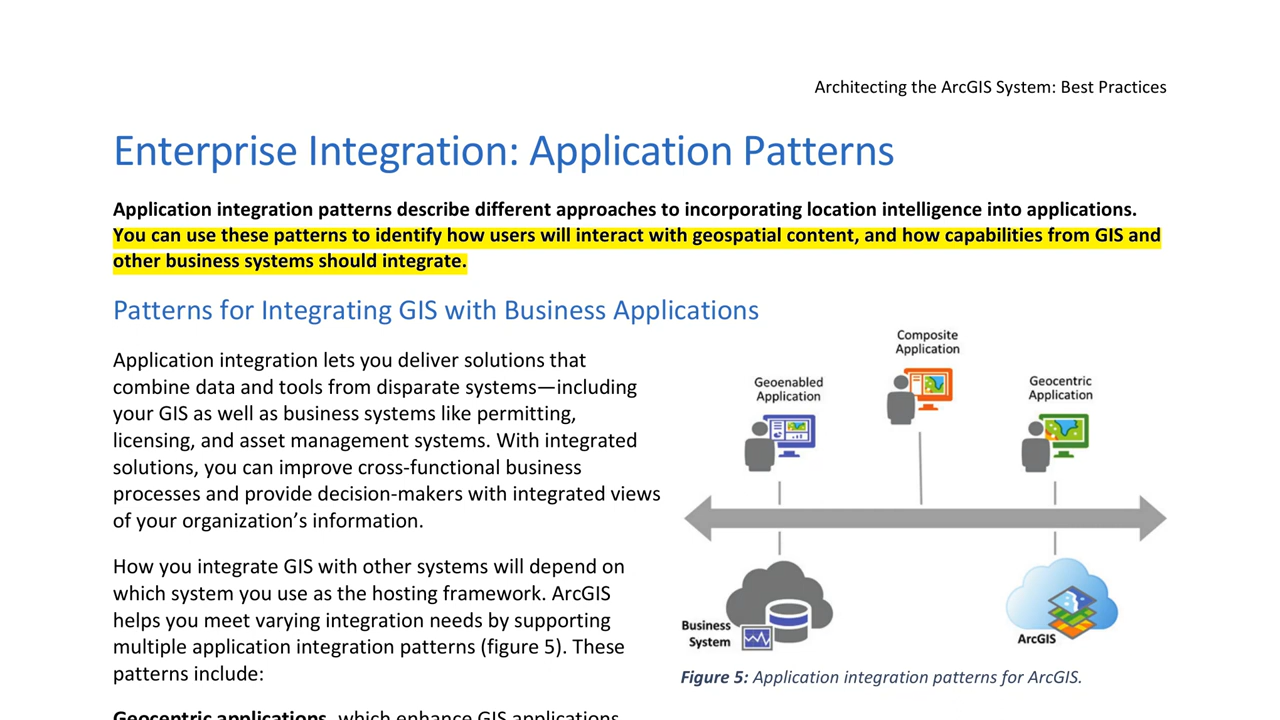 Architecting the ArcGIS System: Best Practices
Enterprise Integration: Application Patterns
Application integration patterns describe different approaches to incorporating location intelligence into applications.
You can use these patterns to identify how users will interact with geospatial content, and how capabilities from GIS and
other business systems should integrate.
Patterns for Integrating GIS with Business Applications
Application integration lets you deliver solutions that
combine data and tools from disparate systems—including
your GIS as well as business systems like permitting,
licensing, and asset management systems. With integrated
solutions, you can improve cross-functional business
processes and provide decision-makers with integrated views
of your organization’s information.
How you integrate GIS with other systems will depend on
which system you use as the hosting framework. ArcGIS
helps you meet varying integration needs by supporting
multiple application integration patterns (figure 5). These
patterns include:
Geocentric applications, which enhance GIS applications
Composite
Application
Geoenabled
Application
Geocentric
Application
Business
System
ArcGIS
Figure 5: Application integration patterns for ArcGIS.